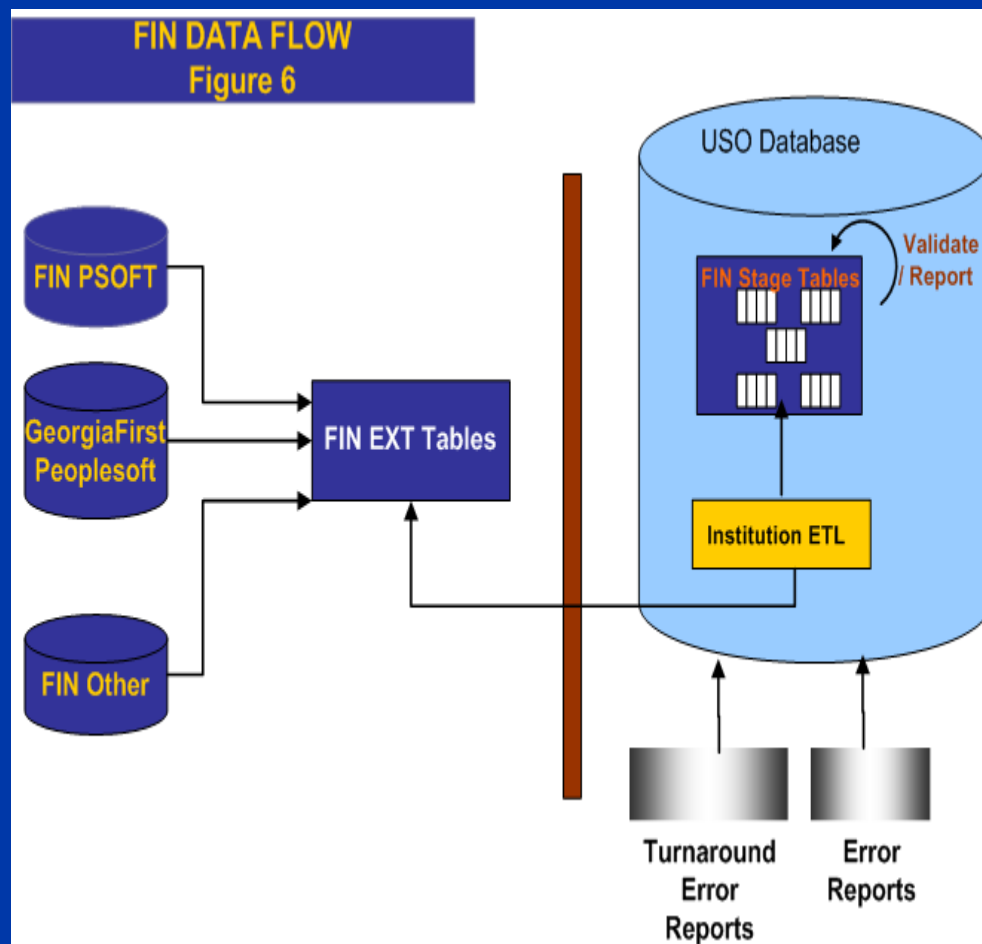 FIN DATA FLOW
Figure 6
USO Database
Validate
/ Report
FIN Stage Tables
FIN PSOFT
GeorgiaFirst
Peoplesoft
FIN EXT Tables
Institution ETL
FIN Other
Turnaround
Error
Reports
Error
Reports